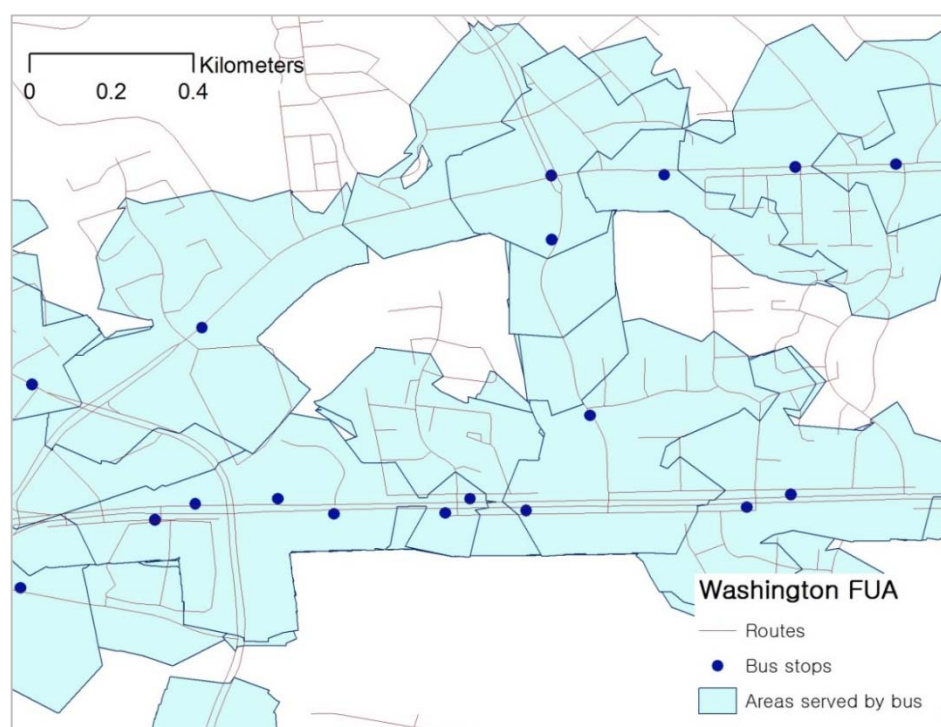 Kilometers
0 0.2 0.4
Washington FUA
Routes
Bus stops
Areas served by bus